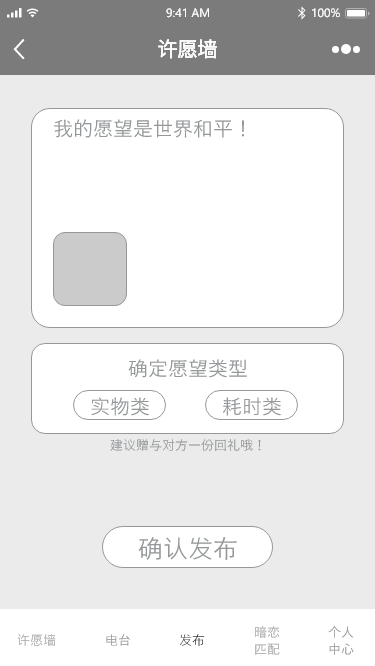 9:41 AM 100%
许愿墙
我的愿望是世界和平！
确定愿望类型
实物类 耗时类
建议赠与对方一份回礼哦！
确认发布
许愿墙 电台 发布 暗恋匹配 个人中心